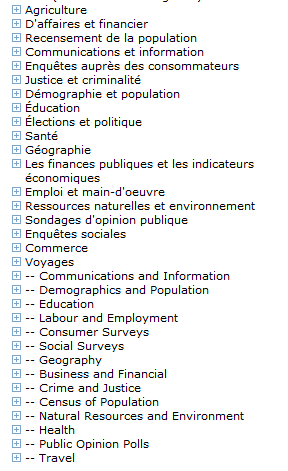 Agriculture
D'affaires et financier
Recensement de la population
Communications et information
Enquêtes auprès des consommateurs
Justice et criminalité
Démographie et population
Éducation
Élections et politique
Santé
Géographie
Les finances publiques et les indicateurs
économiques
Emploi et main-d'oeuvre
Ressources naturelles et environnement
Sondages d'opinion publique
Enquêtes sociales
Commerce
Voyages
-- Communications and Information
-- Demographics and Population
-- Education
-- Labour and Employment
-- Consumer Surveys
-- Social Surveys
-- Geography
-- Business and Financial
-- Crime and Justice
-- Census of Population
-- Natural Resources and Environment
-- Health
-- Public Opinion Polls
-- Travel